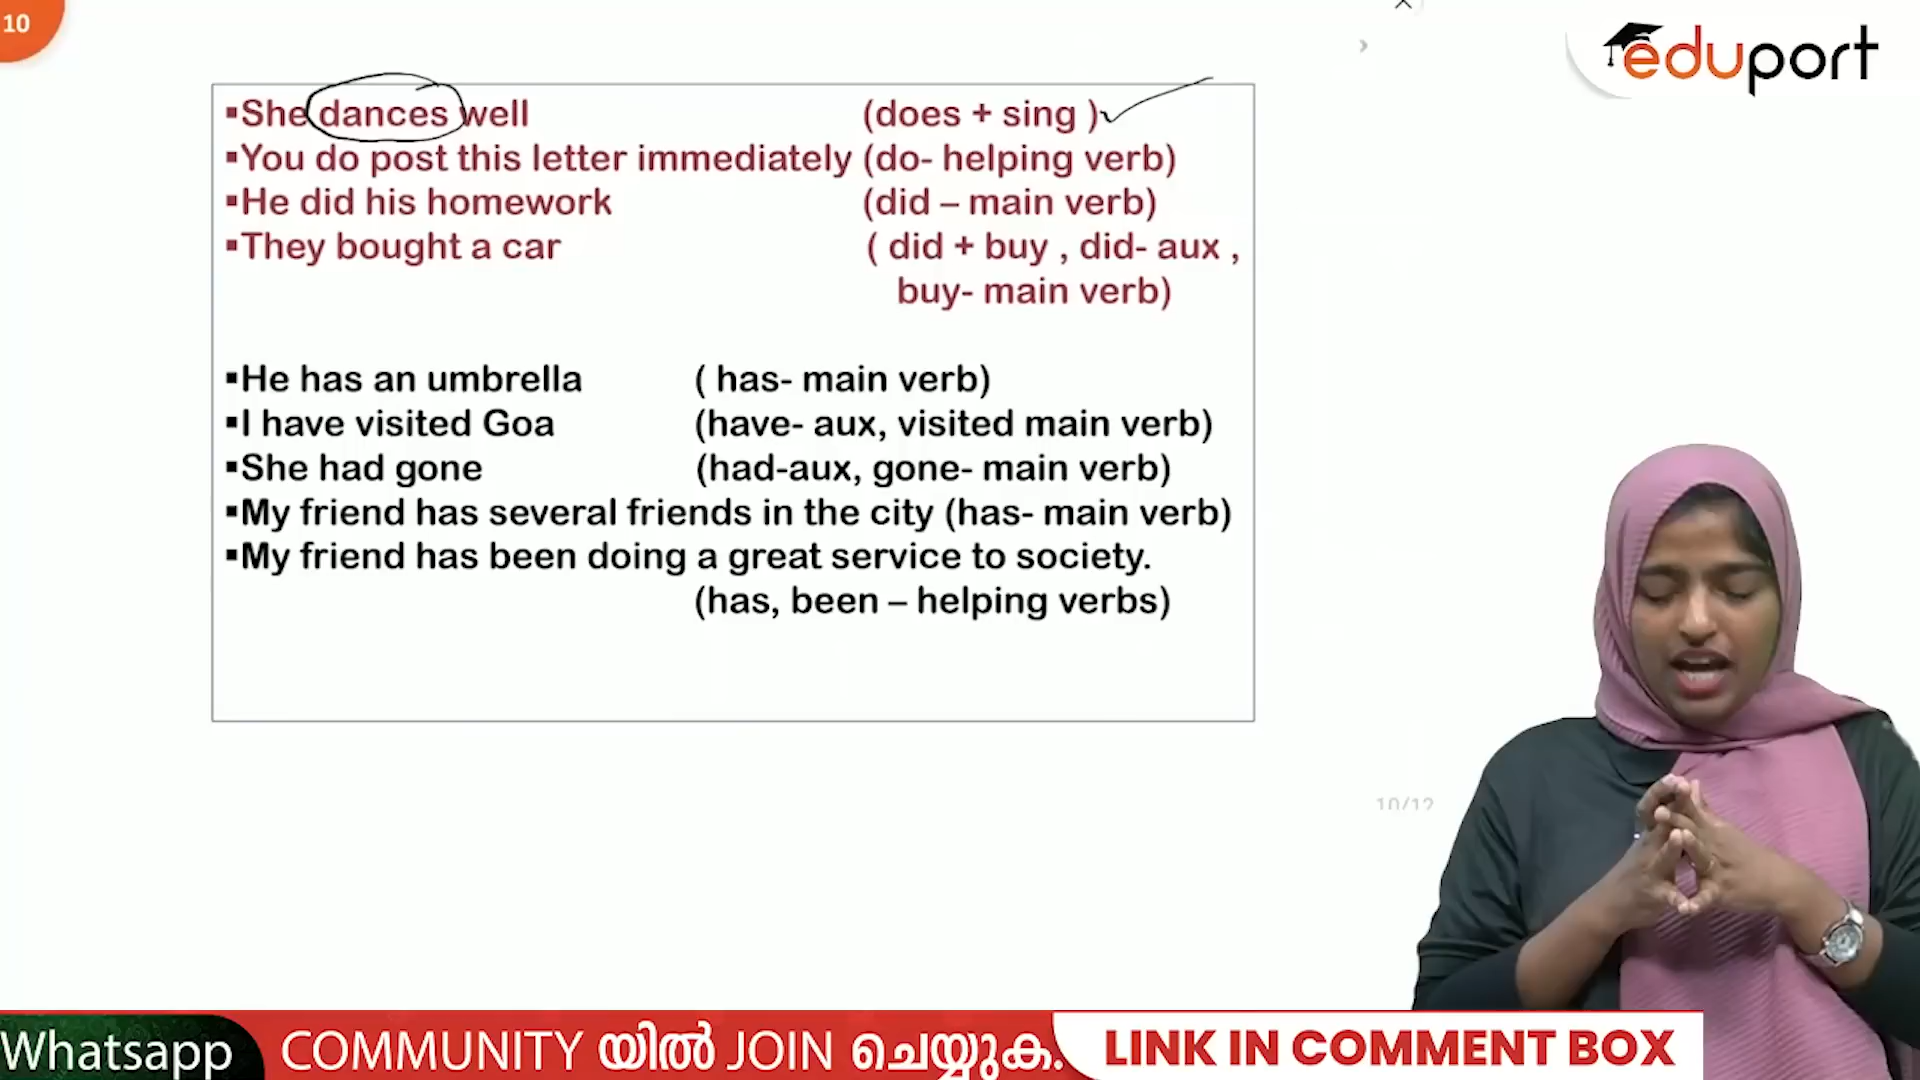 10
eduport
▪She dances well (does + sing )
▪You do post this letter immediately (do- helping verb)
▪He did his homework (did – main verb)
▪They bought a car ( did + buy , did- aux ,
buy- main verb)
▪He has an umbrella ( has- main verb)
▪I have visited Goa (have- aux, visited main verb)
▪She had gone (had-aux, gone- main verb)
▪My friend has several friends in the city (has- main verb)
▪My friend has been doing a great service to society.
(has, been – helping verbs)
10/12
Whatsapp COMMUNITY യിൽ JOIN ചെയ്യുക. LINK IN COMMENT BOX